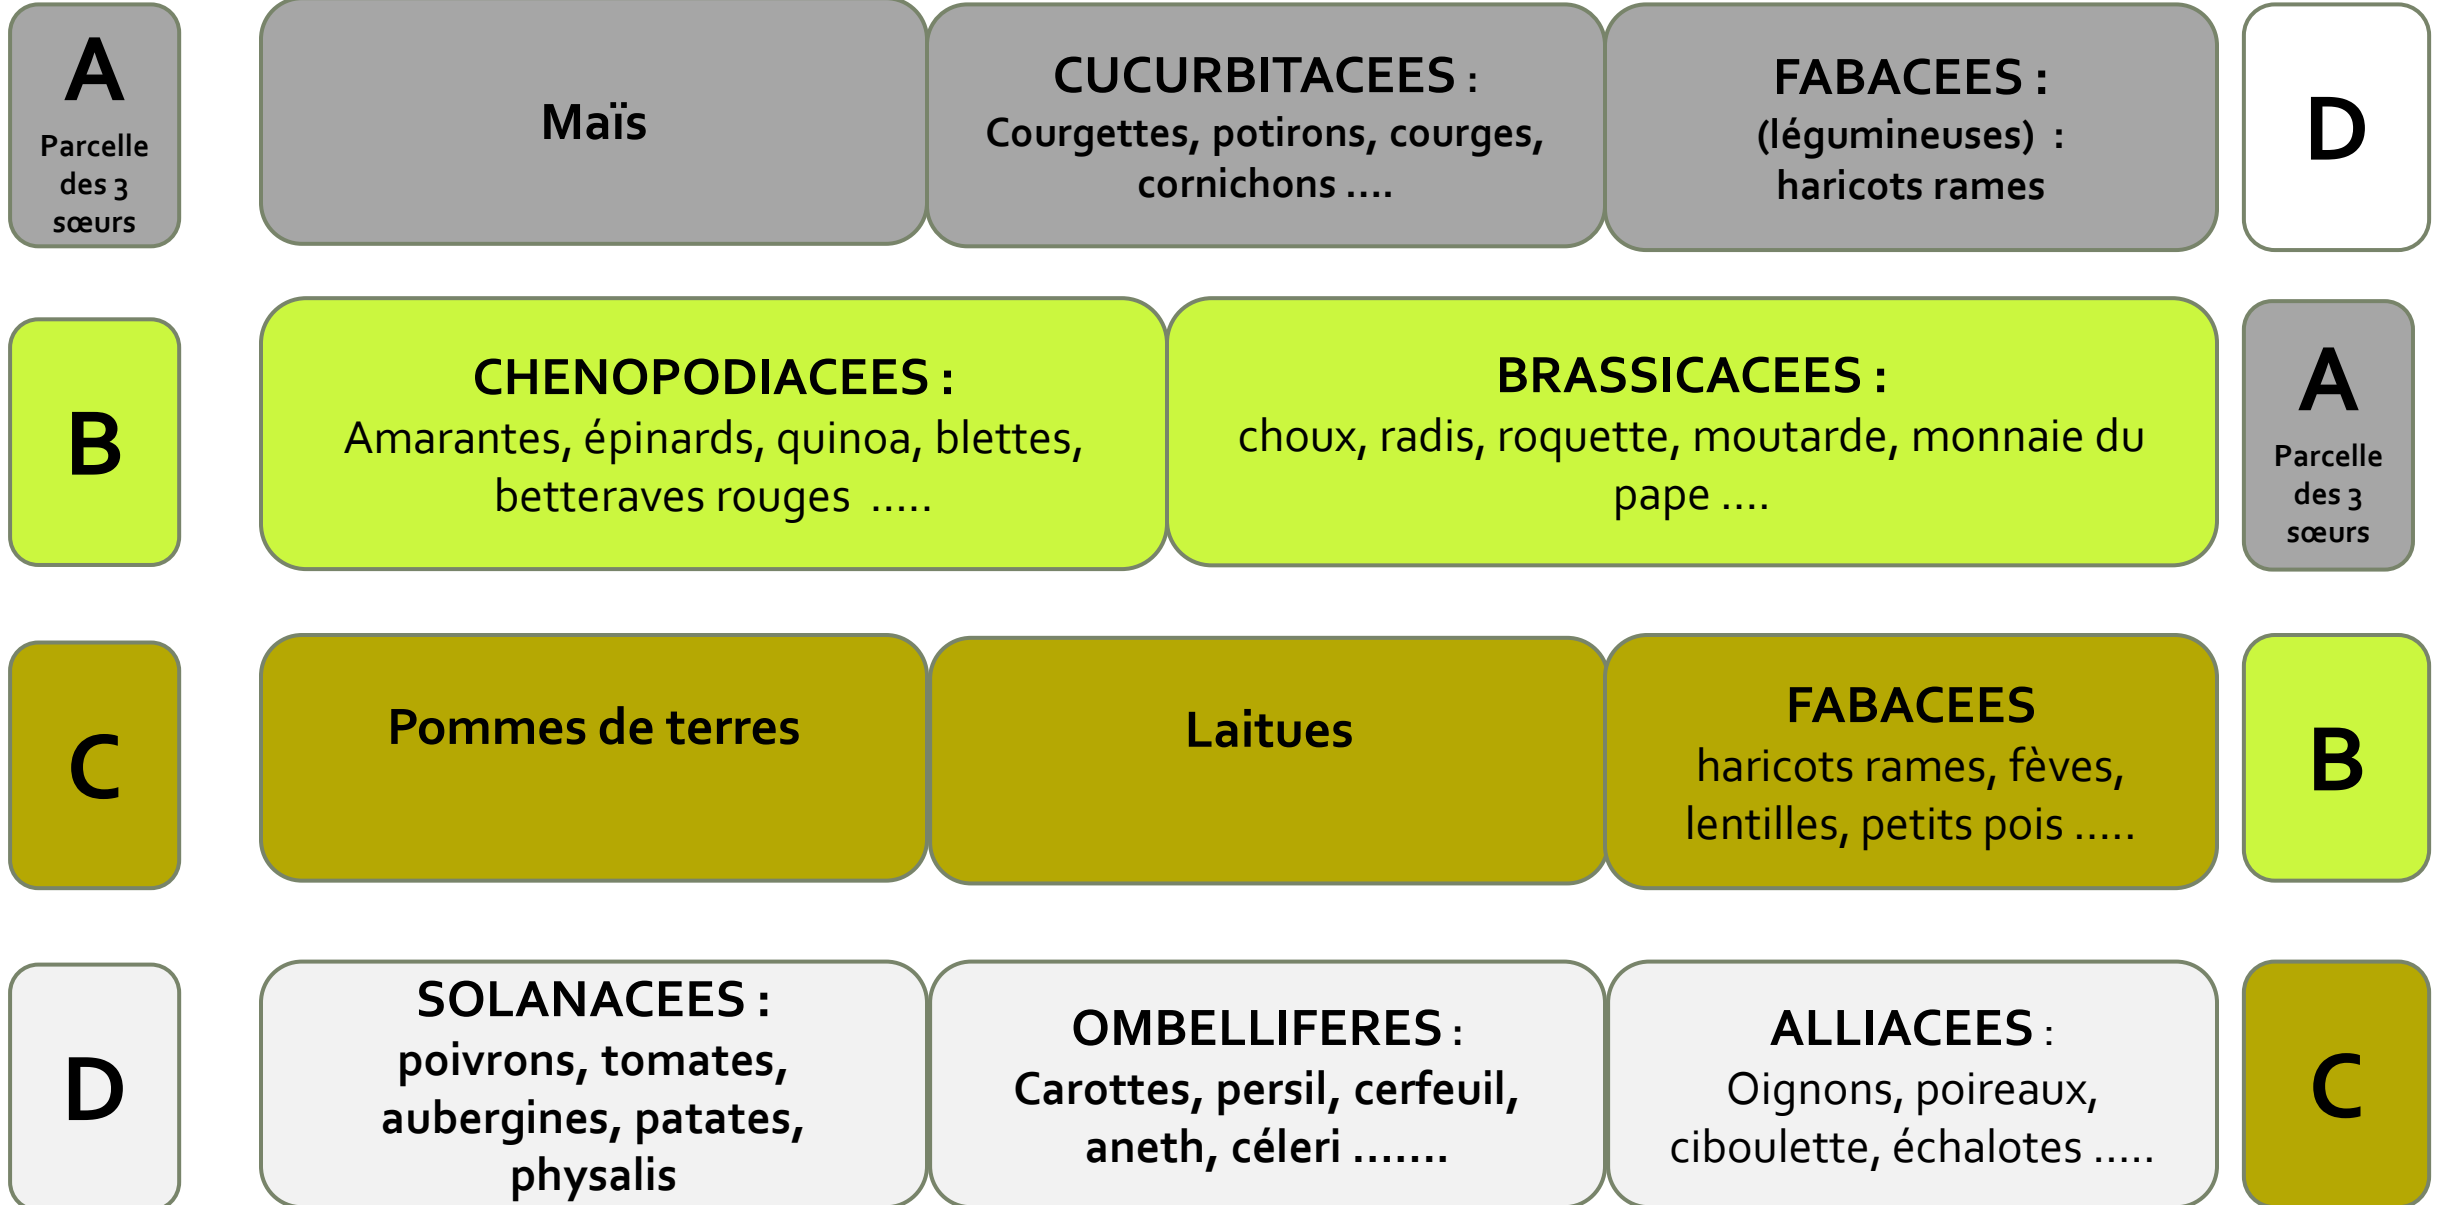 A
Parcelle
des 3
sœurs
Maïs
CUCURBITACEES :
Courgettes, potirons, courges,
cornichons ....
FABACEES :
(légumineuses) :
haricots rames
D
B
CHENOPODIACEES :
Amarantes, épinards, quinoa, blettes,
betteraves rouges .....
BRASSICACEES :
choux, radis, roquette, moutarde, monnaie du
pape ....
A
Parcelle
des 3
sœurs
C
Pommes de terres
Laitues
FABACEES
haricots rames, fèves,
lentilles, petits pois .....
B
D
SOLANACEES :
poivrons, tomates,
aubergines, patates,
physalis
OMBELLIFERES :
Carottes, persil, cerfeuil,
aneth, céleri .......
ALLIACEES :
Oignons, poireaux,
ciboulette, échalotes .....
C